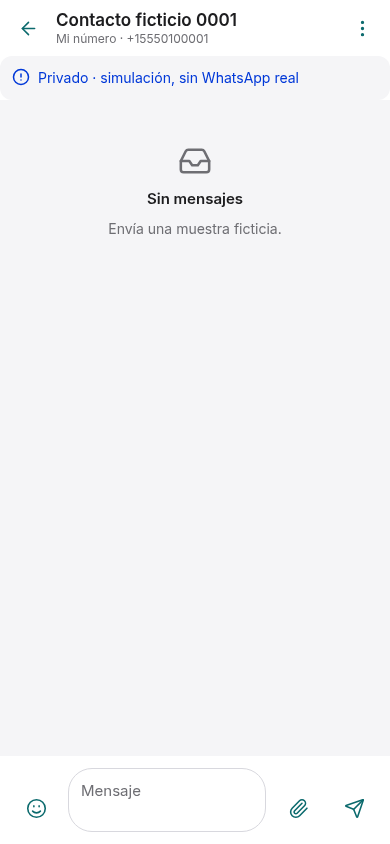 Contacto ficticio 0001
Mi número · +15550100001
Privado · simulación, sin WhatsApp real
Sin mensajes
Envía una muestra ficticia.
Mensaje